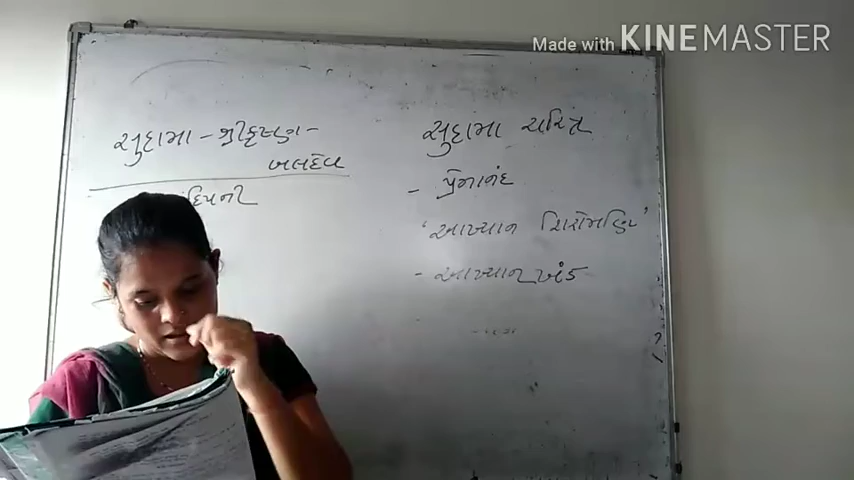 Made with KINEMASTER
સુદામા - શ્રીકૃષ્ણ -
બલદેવ
સુદામા ચરિત્ર
- પ્રેમાનંદ
'આખ્યાન શિરોમણિ'
- આખ્યાન ખંડ